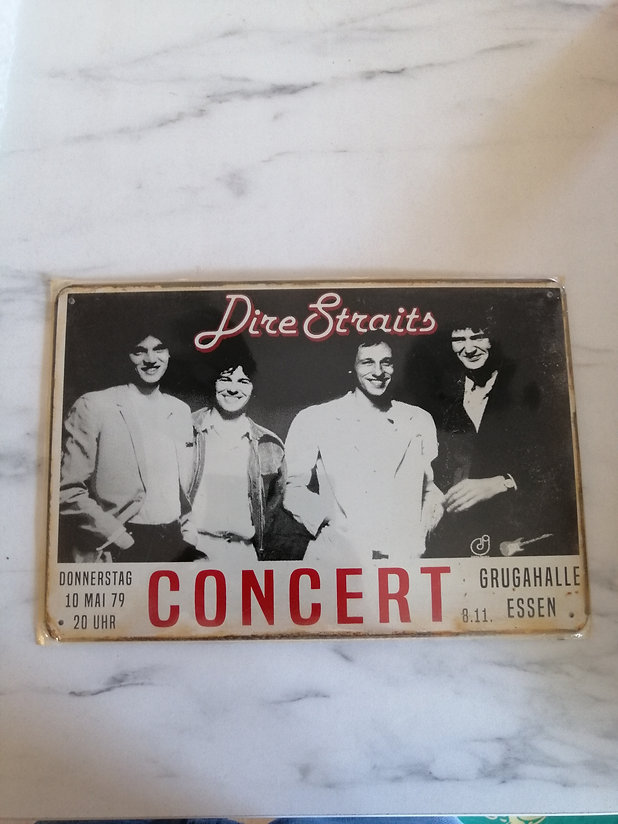 Dire Straits
DONNERSTAG
10 MAI 79
20 UHR
CONCERT
8.11.
GRUGAHALLE
ESSEN